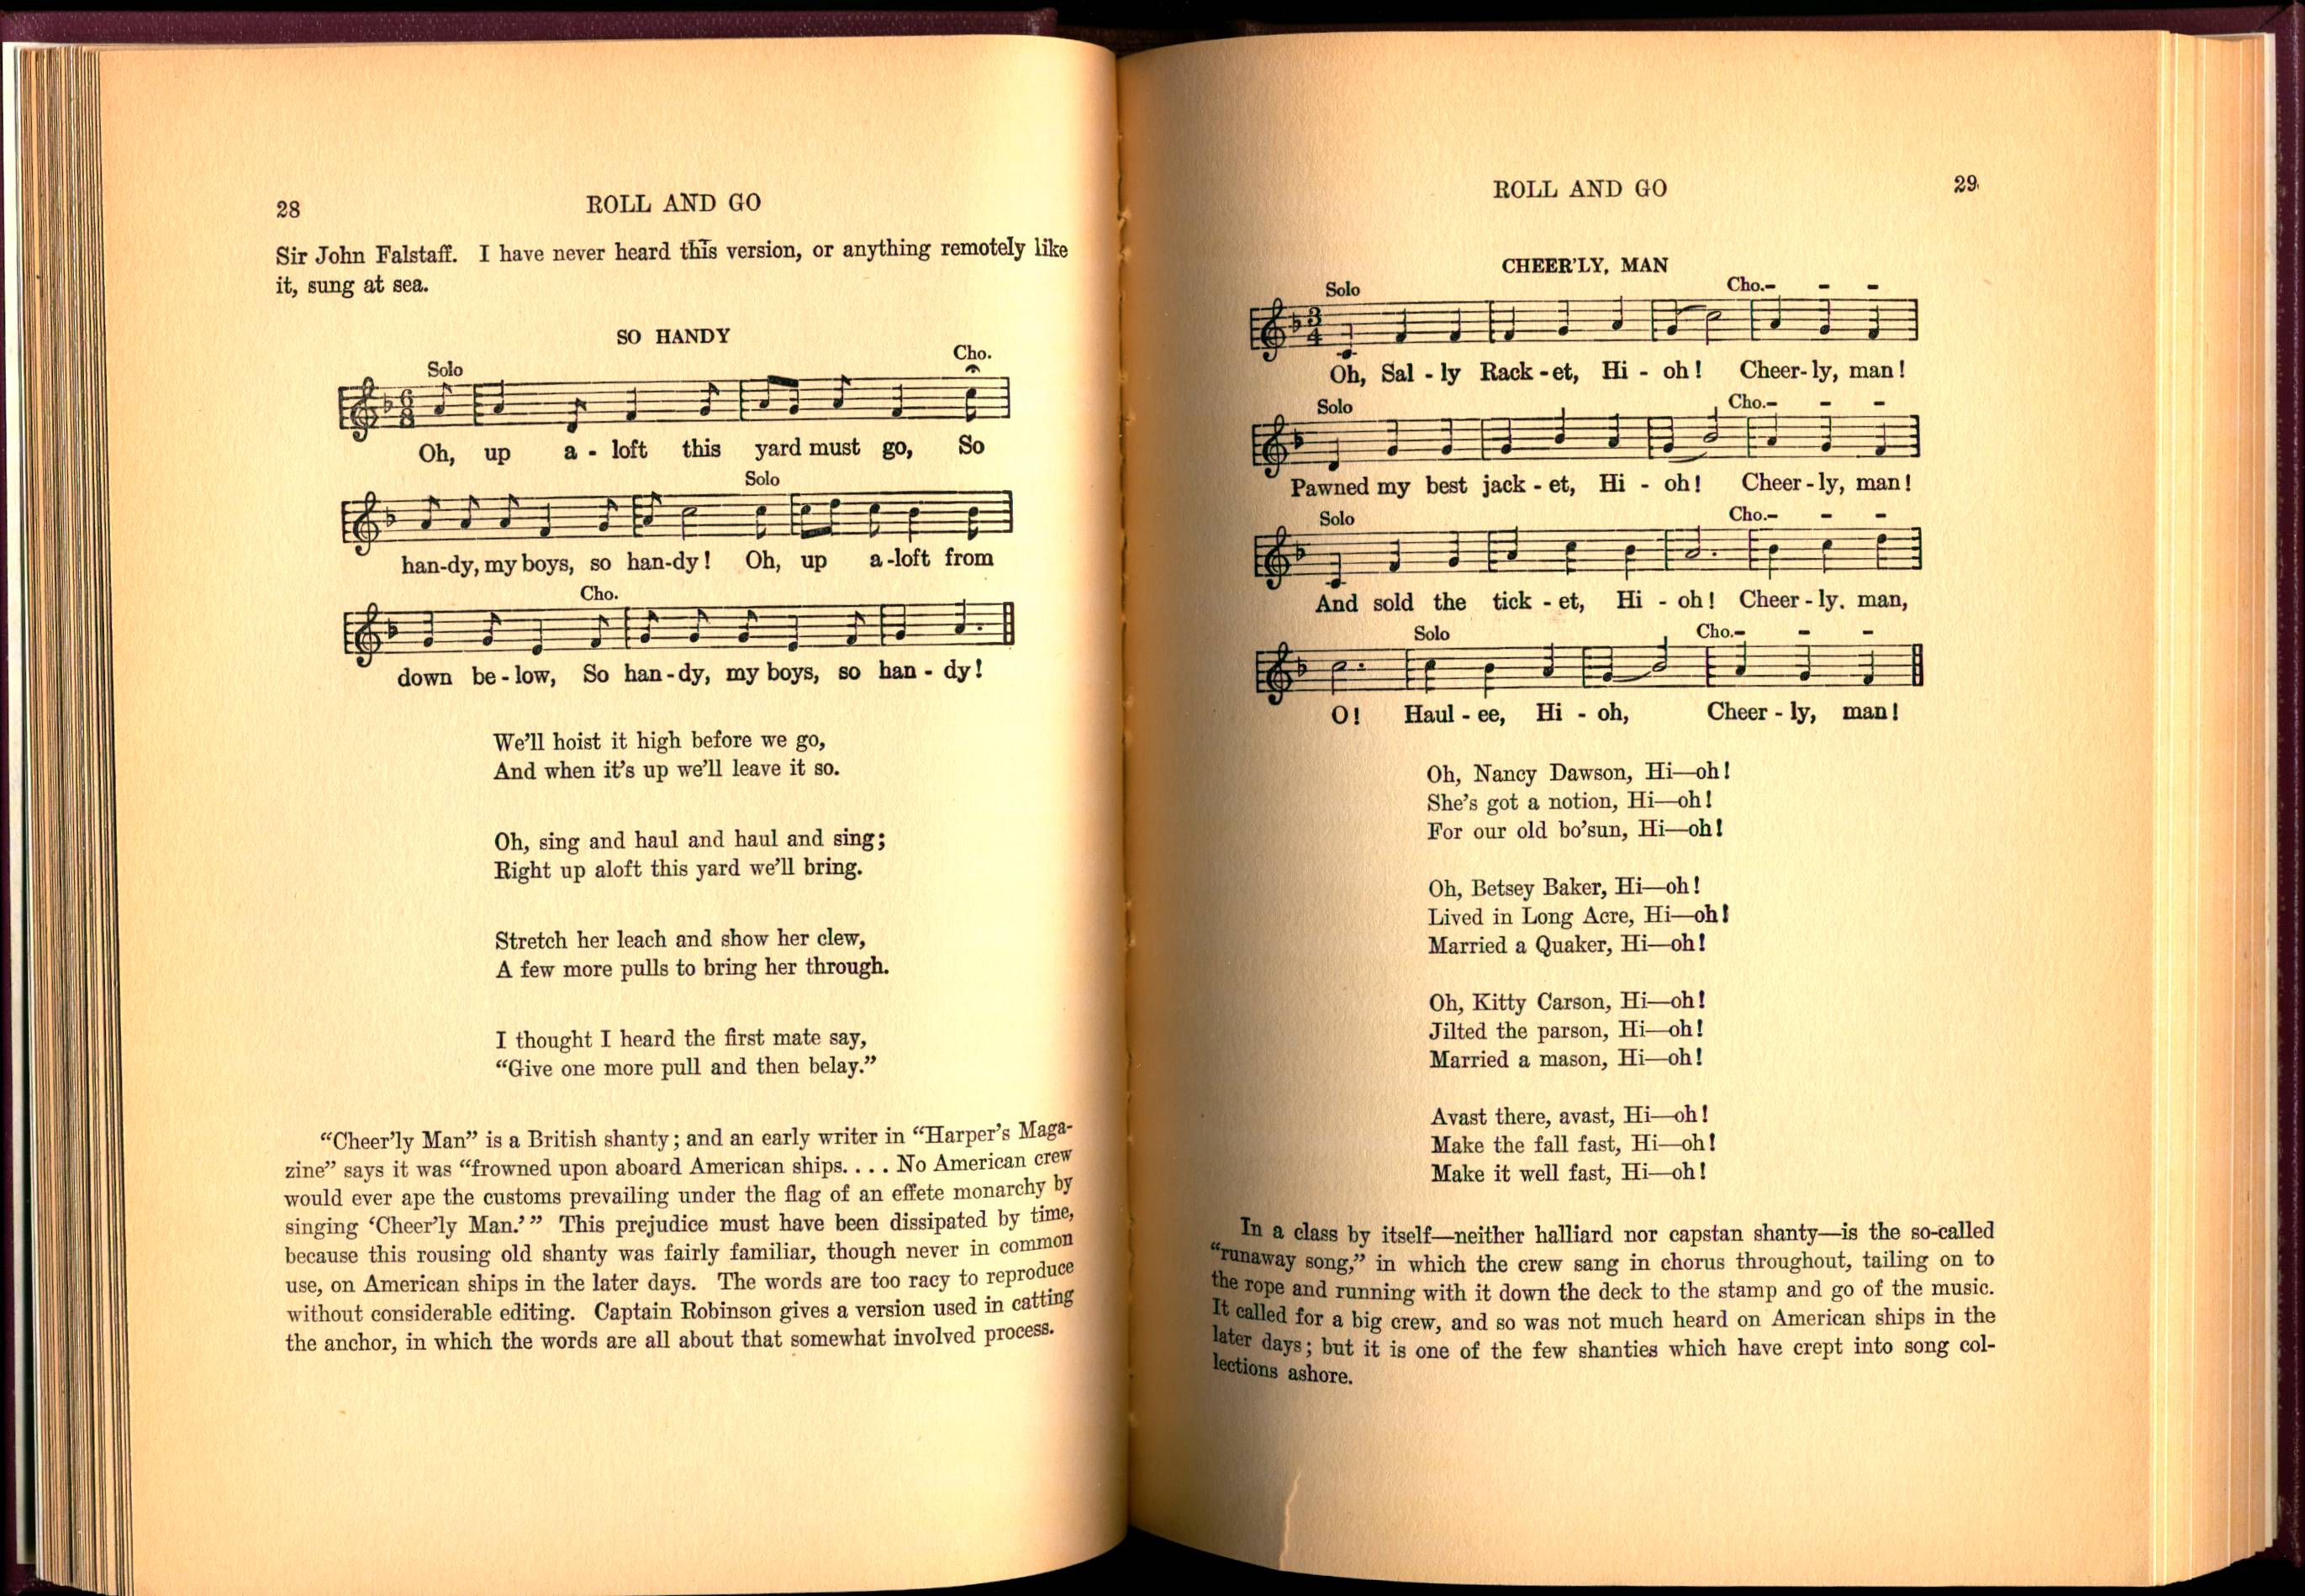 28
ROLL AND GO
Sir John Falstaff. I have never heard this version, or anything remotely like
it, sung at sea.
SO HANDY
Solo
Cho.
6
8
Oh, up a - loft this yard must go, So
Solo
han-dy, my boys, so han-dy! Oh, up a-loft from
Cho.
down be-low, So han-dy, my boys, so han-dy!
We'll hoist it high before we go,
And when it's up we'll leave it so.
Oh, sing and haul and haul and sing;
Right up aloft this yard we'll bring.
Stretch her leach and show her clew,
A few more pulls to bring her through.
I thought I heard the first mate say,
“Give one more pull and then belay.”
“Cheer'ly Man” is a British shanty; and an early writer in “Harper's Maga-
zine” says it was “frowned upon aboard American ships. . . . No American crew
would ever ape the customs prevailing under the flag of an effete monarchy by
singing ‘Cheer'ly Man.’” This prejudice must have been dissipated by time,
because this rousing old shanty was fairly familiar, though never in common
use, on American ships in the later days. The words are too racy to reproduce
without considerable editing. Captain Robinson gives a version used in catting
the anchor, in which the words are all about that somewhat involved process.
ROLL AND GO
29
CHEER'LY, MAN
Solo
Cho.- - -
3
4
Oh, Sal - ly Rack - et, Hi - oh! Cheer- ly, man!
Solo
Cho.- - -
Pawned my best jack - et, Hi - oh! Cheer - ly, man!
Solo
Cho.- - -
And sold the tick - et, Hi - oh! Cheer - ly. man,
Solo
Cho.- - -
O! Haul - ee, Hi - oh, Cheer - ly, man!
Oh, Nancy Dawson, Hi—oh!
She's got a notion, Hi—oh!
For our old bo'sun, Hi—oh!
Oh, Betsey Baker, Hi—oh!
Lived in Long Acre, Hi—oh!
Married a Quaker, Hi—oh!
Oh, Kitty Carson, Hi—oh!
Jilted the parson, Hi—oh!
Married a mason, Hi—oh!
Avast there, avast, Hi—oh!
Make the fall fast, Hi—oh!
Make it well fast, Hi—oh!
In a class by itself—neither halliard nor capstan shanty—is the so-called
“runaway song,” in which the crew sang in chorus throughout, tailing on to
the rope and running with it down the deck to the stamp and go of the music.
It called for a big crew, and so was not much heard on American ships in the
later days; but it is one of the few shanties which have crept into song col-
lections ashore.